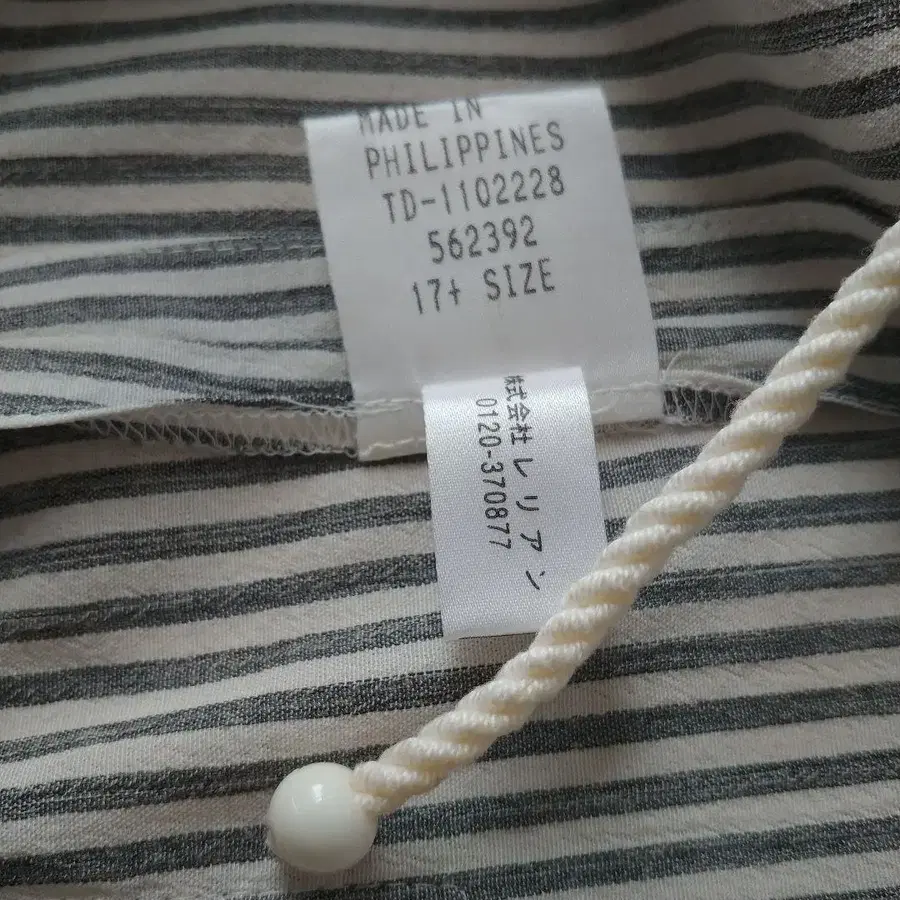 MADE IN
PHILIPPINES
TD-1102228
562392
17+ SIZE
株式会社レリアン
0120-370877